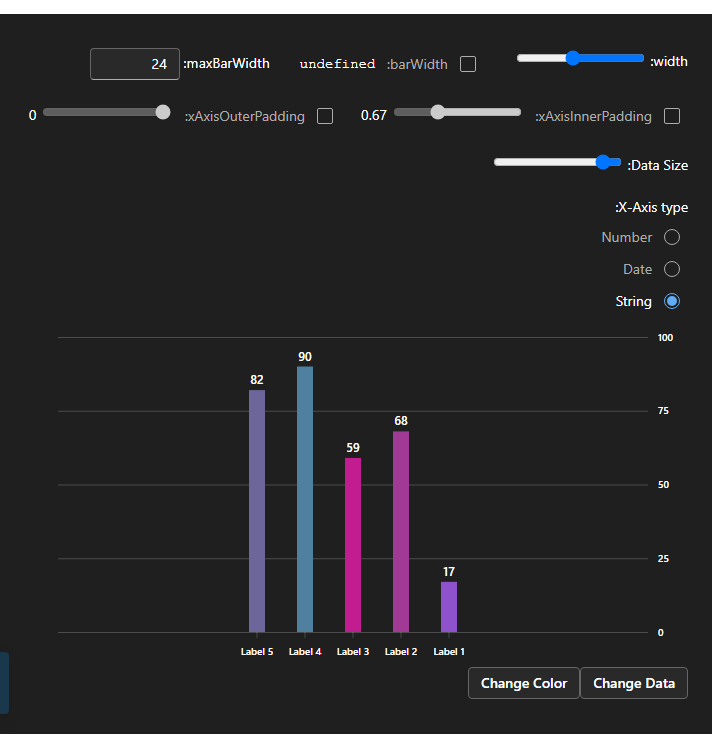 width:
barWidth: undefined
maxBarWidth: 24
xAxisInnerPadding: 0.67
xAxisOuterPadding: 0
Data Size:
X-Axis type:
Number
Date
String
100
75
50
25
0
82
90
59
68
17
Label 5
Label 4
Label 3
Label 2
Label 1
Change Color
Change Data